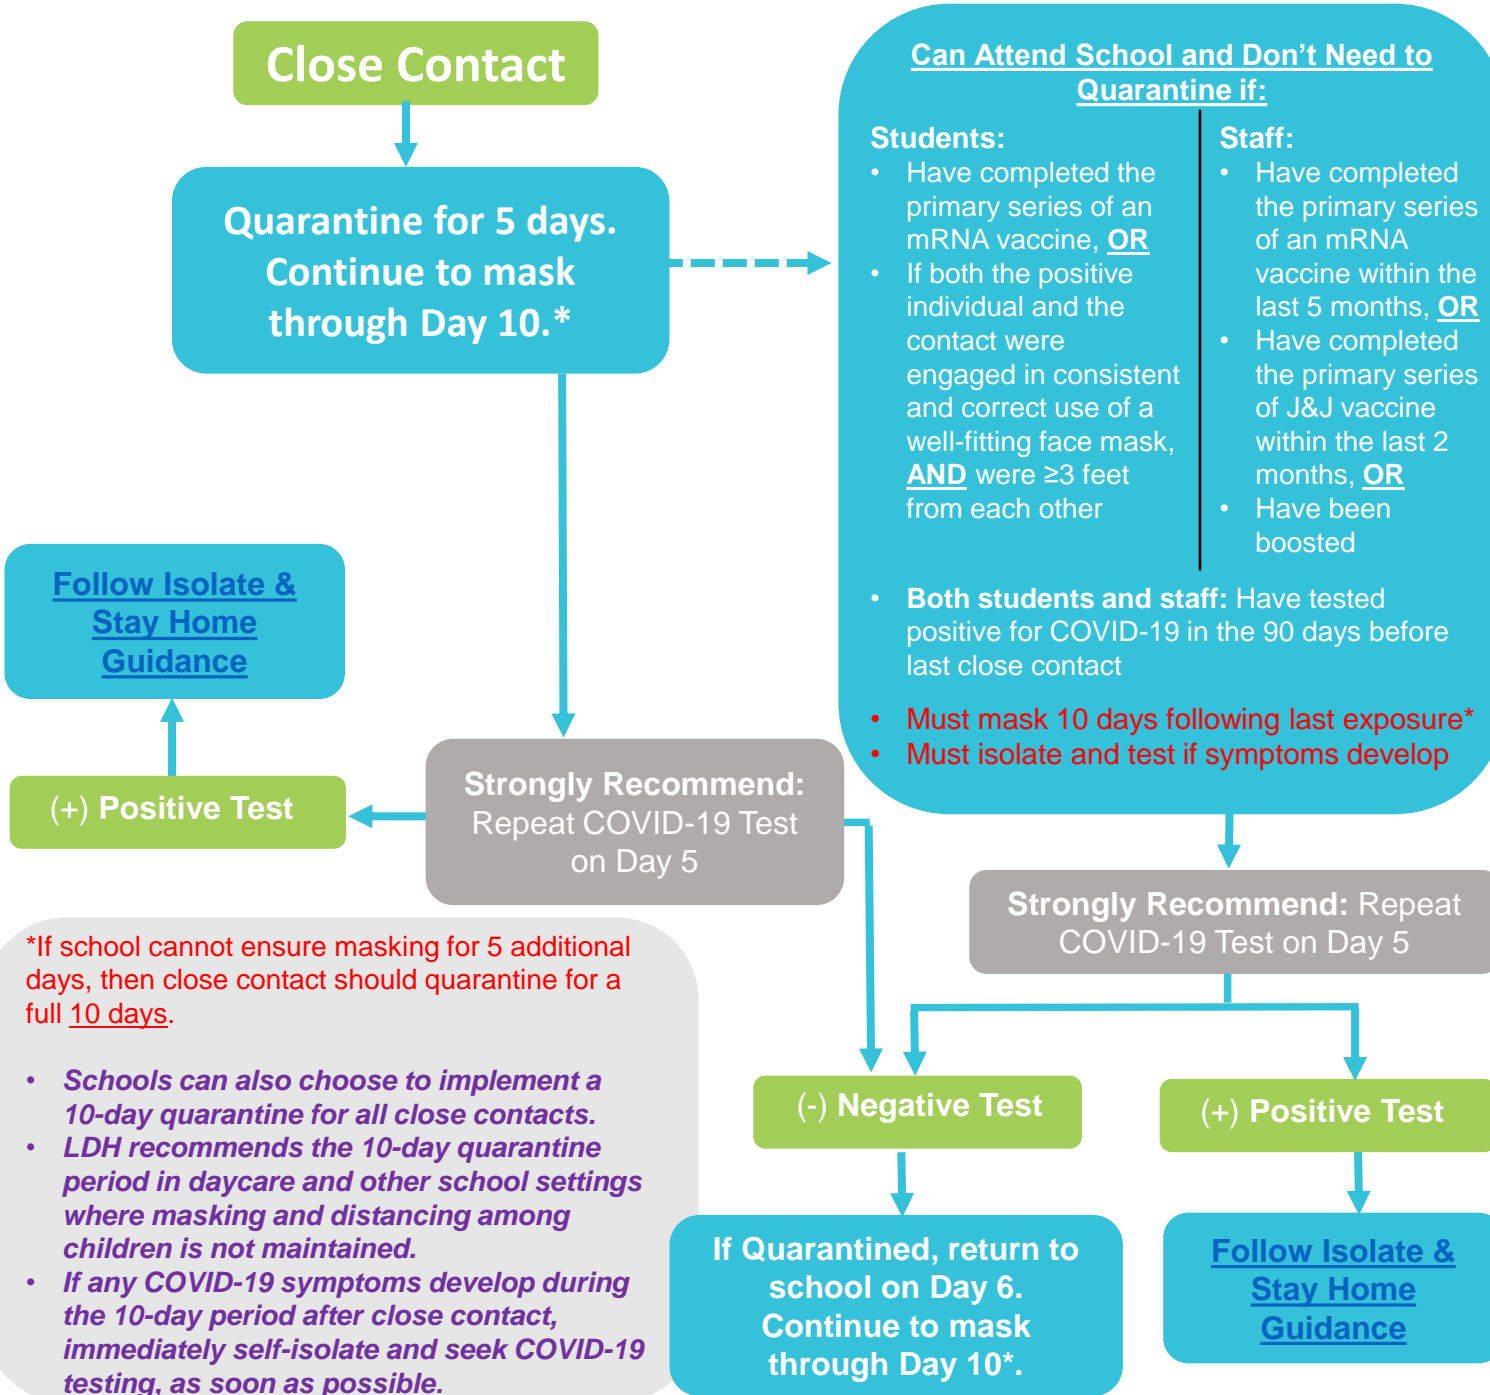 Close Contact
Quarantine for 5 days.
Continue to mask
through Day 10.*
Can Attend School and Don’t Need to
Quarantine if:
Students:
• Have completed the
primary series of an
mRNA vaccine, OR
• If both the positive
individual and the
contact were
engaged in consistent
and correct use of a
well-fitting face mask,
AND were ≥3 feet
from each other
Staff:
• Have completed
the primary series
of an mRNA
vaccine within the
last 5 months, OR
• Have completed
the primary series
of J&J vaccine
within the last 2
months, OR
• Have been
boosted
• Both students and staff: Have tested
positive for COVID-19 in the 90 days before
last close contact
• Must mask 10 days following last exposure*
• Must isolate and test if symptoms develop
Follow Isolate &
Stay Home
Guidance
(+) Positive Test
Strongly Recommend:
Repeat COVID-19 Test
on Day 5
Strongly Recommend: Repeat
COVID-19 Test on Day 5
*If school cannot ensure masking for 5 additional
days, then close contact should quarantine for a
full 10 days.
• Schools can also choose to implement a
10-day quarantine for all close contacts.
• LDH recommends the 10-day quarantine
period in daycare and other school settings
where masking and distancing among
children is not maintained.
• If any COVID-19 symptoms develop during
the 10-day period after close contact,
immediately self-isolate and seek COVID-19
testing, as soon as possible.
(-) Negative Test
(+) Positive Test
If Quarantined, return to
school on Day 6.
Continue to mask
through Day 10*.
Follow Isolate &
Stay Home
Guidance